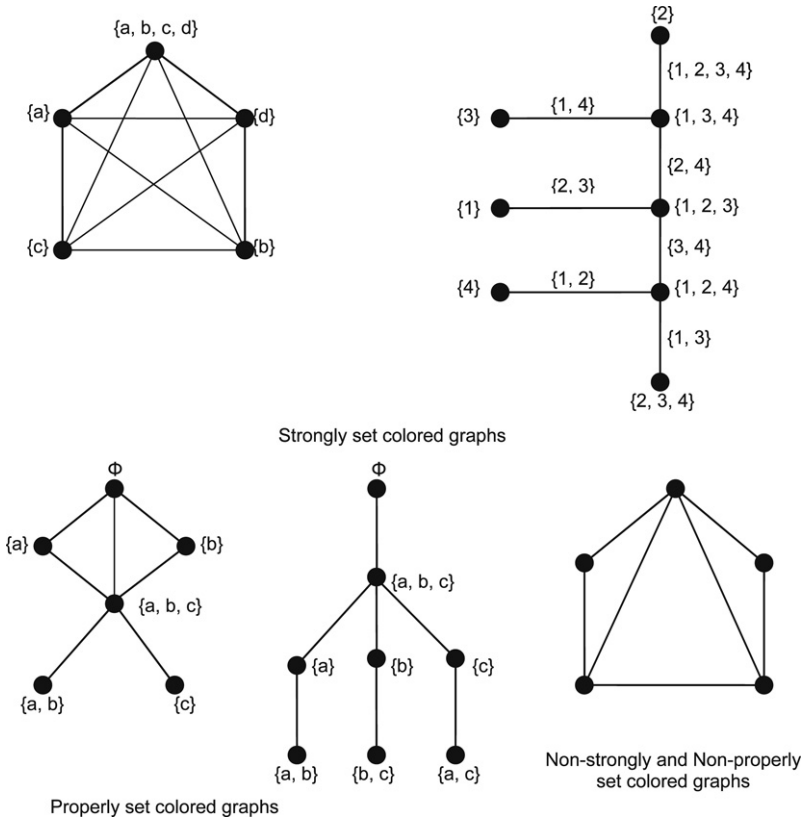 {a, b, c, d}
{a}
{d}
{c}
{b}
{2}
{1, 2, 3, 4}
{3}
{1, 4}
{1, 3, 4}
{2, 4}
{1}
{2, 3}
{1, 2, 3}
{3, 4}
{4}
{1, 2}
{1, 2, 4}
{1, 3}
{2, 3, 4}
Strongly set colored graphs
Φ
{a}
{b}
{a, b, c}
{a, b}
{c}
Φ
{a, b, c}
{a}
{b}
{c}
{a, b}
{b, c}
{a, c}
Properly set colored graphs
Non-strongly and Non-properly
set colored graphs